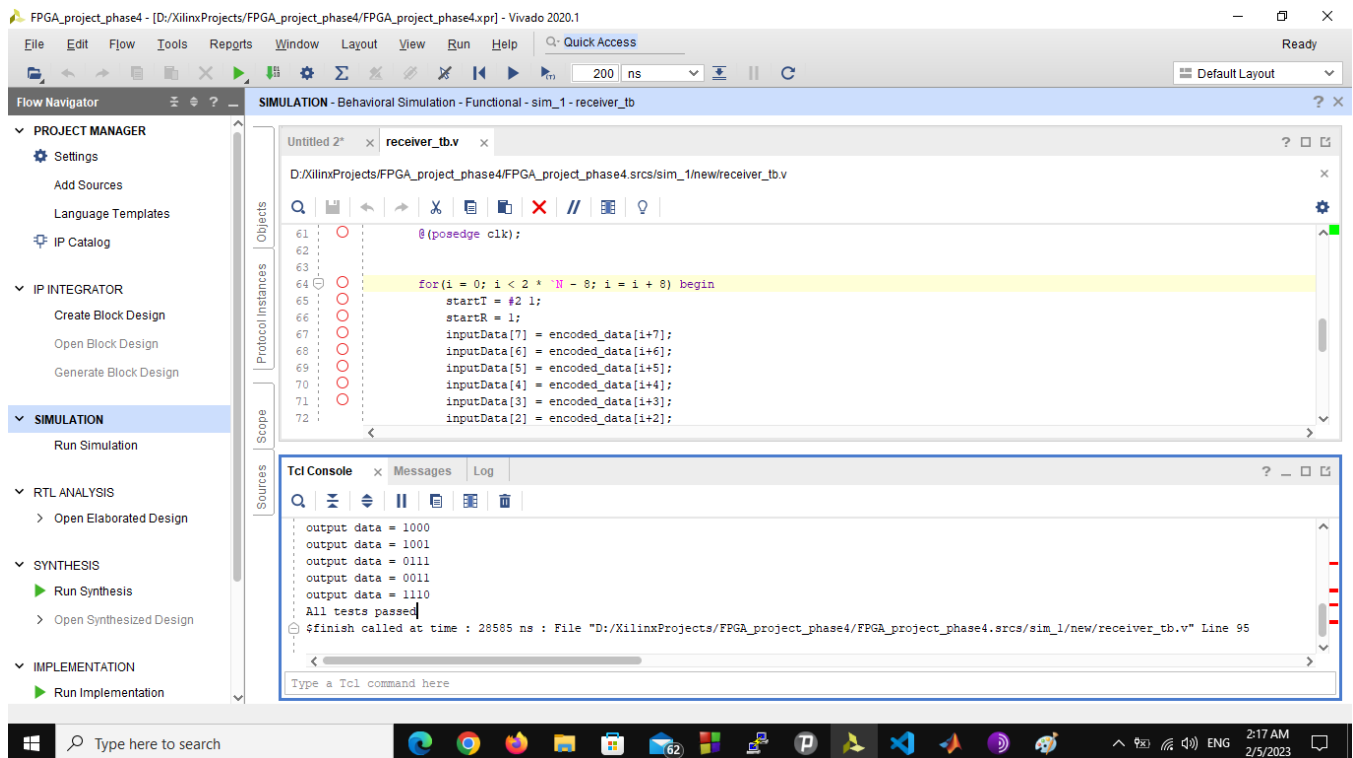 FPGA_project_phase4 - [D:/XilinxProjects/FPGA_project_phase4/FPGA_project_phase4.xpr] - Vivado 2020.1
File Edit Flow Tools Reports Window Layout View Run Help Quick Access Ready
200 ns Default Layout
Flow Navigator
PROJECT MANAGER
Settings
Add Sources
Language Templates
IP Catalog
IP INTEGRATOR
Create Block Design
Open Block Design
Generate Block Design
SIMULATION
Run Simulation
RTL ANALYSIS
Open Elaborated Design
SYNTHESIS
Run Synthesis
Open Synthesized Design
IMPLEMENTATION
Run Implementation
SIMULATION - Behavioral Simulation - Functional - sim_1 - receiver_tb
Objects
Protocol Instances
Scope
Sources
Untitled 2* receiver_tb.v
D:/XilinxProjects/FPGA_project_phase4/FPGA_project_phase4.srcs/sim_1/new/receiver_tb.v
61 @(posedge clk);
62
63
64 for(i = 0; i < 2 * `N - 8; i = i + 8) begin
65 startT = #2 1;
66 startR = 1;
67 inputData[7] = encoded_data[i+7];
68 inputData[6] = encoded_data[i+6];
69 inputData[5] = encoded_data[i+5];
70 inputData[4] = encoded_data[i+4];
71 inputData[3] = encoded_data[i+3];
72 inputData[2] = encoded_data[i+2];
Tcl Console Messages Log
output data = 1000
output data = 1001
output data = 0111
output data = 0011
output data = 1110
All tests passed
$finish called at time : 28585 ns : File "D:/XilinxProjects/FPGA_project_phase4/FPGA_project_phase4.srcs/sim_1/new/receiver_tb.v" Line 95
Type a Tcl command here
Type here to search
62
ENG
2:17 AM
2/5/2023